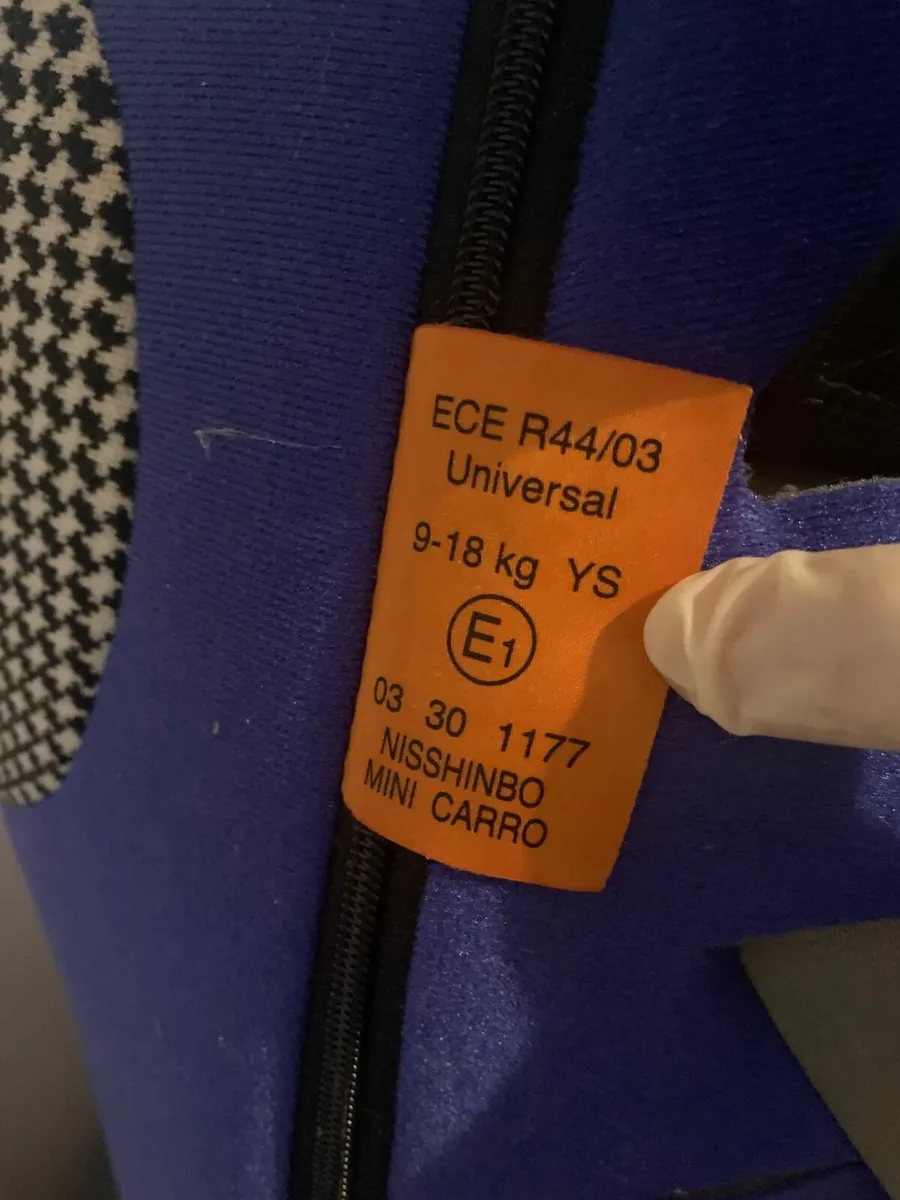 ECE R44/03
Universal
9-18 kg YS
E1
03 30 1177
NISSHINBO
MINI CARRO